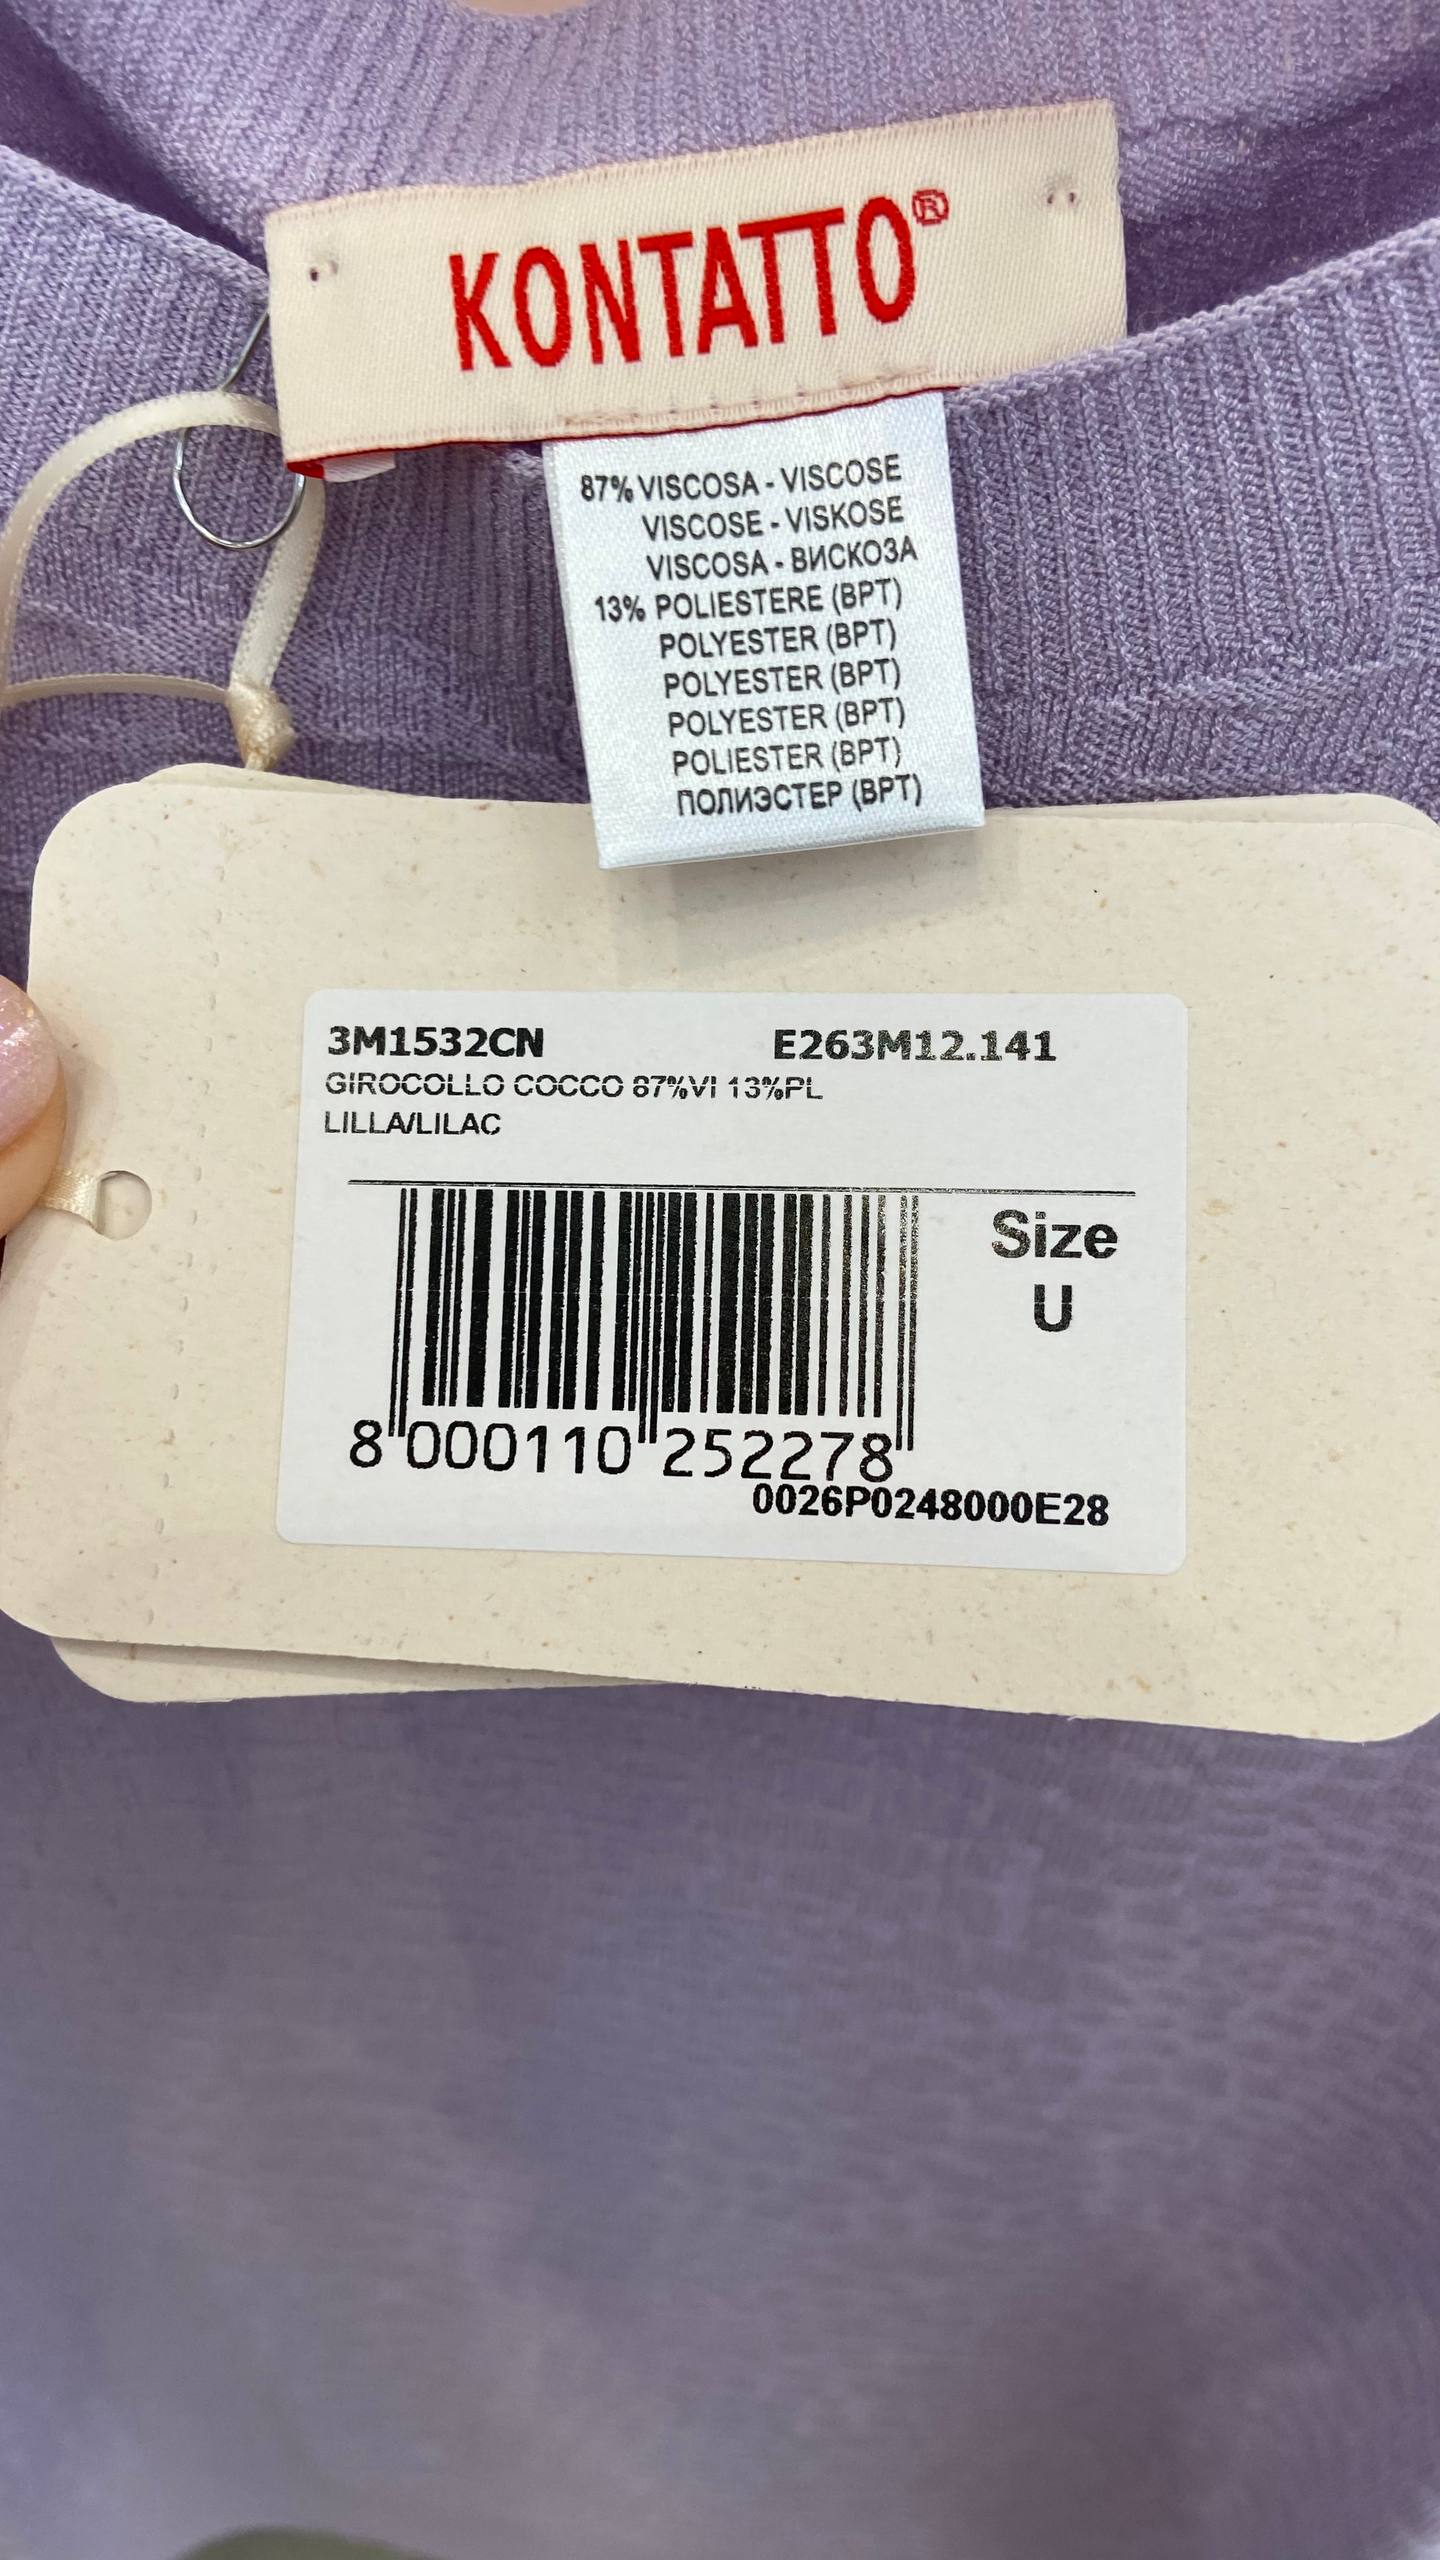 KONTATTO®
87% VISCOSA - VISCOSE
VISCOSE - VISKOSE
VISCOSA - ВИСКОЗА
13% POLIESTERE (BPT)
POLYESTER (BPT)
POLYESTER (BPT)
POLYESTER (BPT)
POLIESTER (BPT)
ПОЛИЭСТЕР (BPT)
3M1532CN E263M12.141
GIROCOLLO COCCO 87%VI 13%PL
LILLA/LILAC
Size
U
8 000110 252278
0026P0248000E28